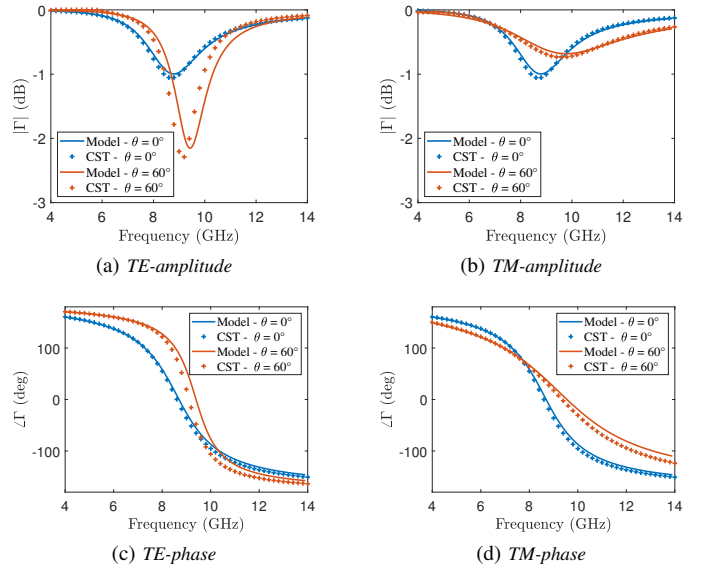 0
-1
-2
-3
|Γ| (dB)
Model - θ = 0°
CST - θ = 0°
Model - θ = 60°
CST - θ = 60°
4 6 8 10 12 14
Frequency (GHz)
(a) TE-amplitude
0
-1
-2
-3
|Γ| (dB)
Model - θ = 0°
CST - θ = 0°
Model - θ = 60°
CST - θ = 60°
4 6 8 10 12 14
Frequency (GHz)
(b) TM-amplitude
100
0
-100
∠Γ (deg)
Model - θ = 0°
CST - θ = 0°
Model - θ = 60°
CST - θ = 60°
4 6 8 10 12 14
Frequency (GHz)
(c) TE-phase
100
0
-100
∠Γ (deg)
Model - θ = 0°
CST - θ = 0°
Model - θ = 60°
CST - θ = 60°
4 6 8 10 12 14
Frequency (GHz)
(d) TM-phase